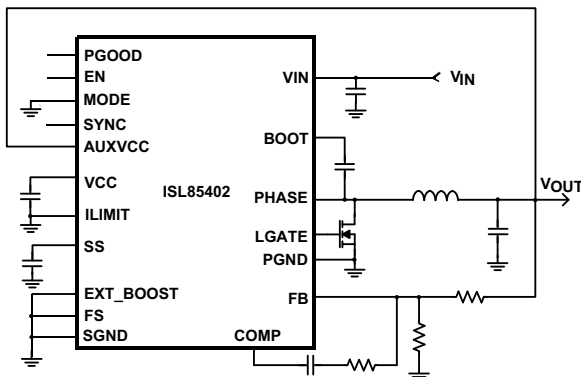 PGOOD
EN
MODE
SYNC
AUXVCC
VCC
ILIMIT
SS
EXT_BOOST
FS
SGND
ISL85402
VIN
BOOT
PHASE
LGATE
PGND
FB
COMP
VIN
VOUT